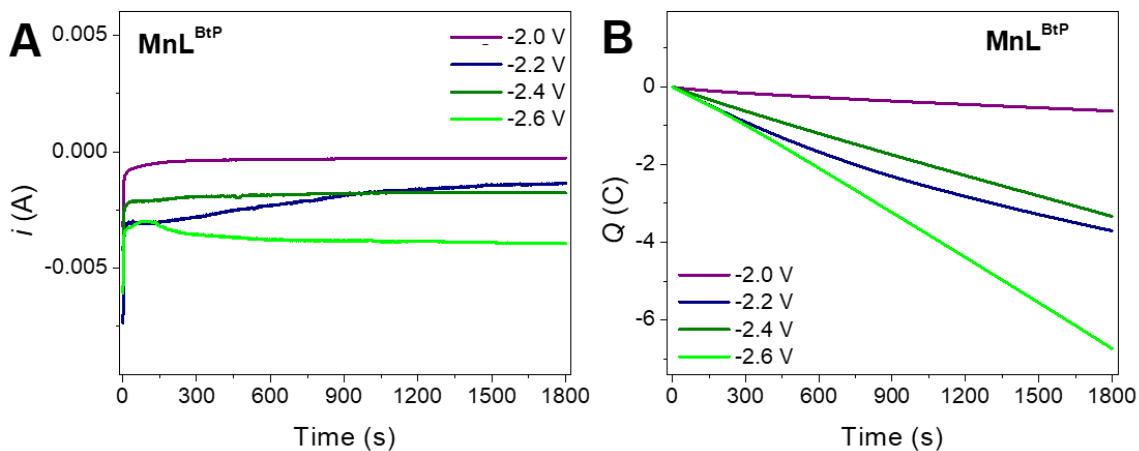 A
MnL^BtP
-2.0 V
-2.2 V
-2.4 V
-2.6 V
0.005
0.000
-0.005
i (A)
0 300 600 900 1200 1500 1800
Time (s)
B
MnL^BtP
0
-2
-4
-6
Q (C)
-2.0 V
-2.2 V
-2.4 V
-2.6 V
0 300 600 900 1200 1500 1800
Time (s)